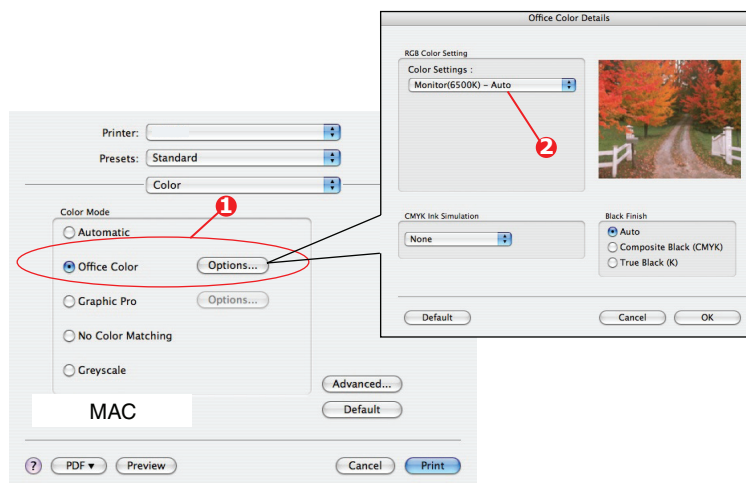 Printer:
Presets: Standard
Color
Color Mode
1
Automatic
Office Color Options...
Graphic Pro Options...
No Color Matching
Greyscale
MAC
Advanced...
Default
? PDF▼ Preview Cancel Print
Office Color Details
RGB Color Setting
Color Settings :
Monitor(6500K) – Auto
2
CMYK Ink Simulation
None
Black Finish
Auto
Composite Black (CMYK)
True Black (K)
Default Cancel OK